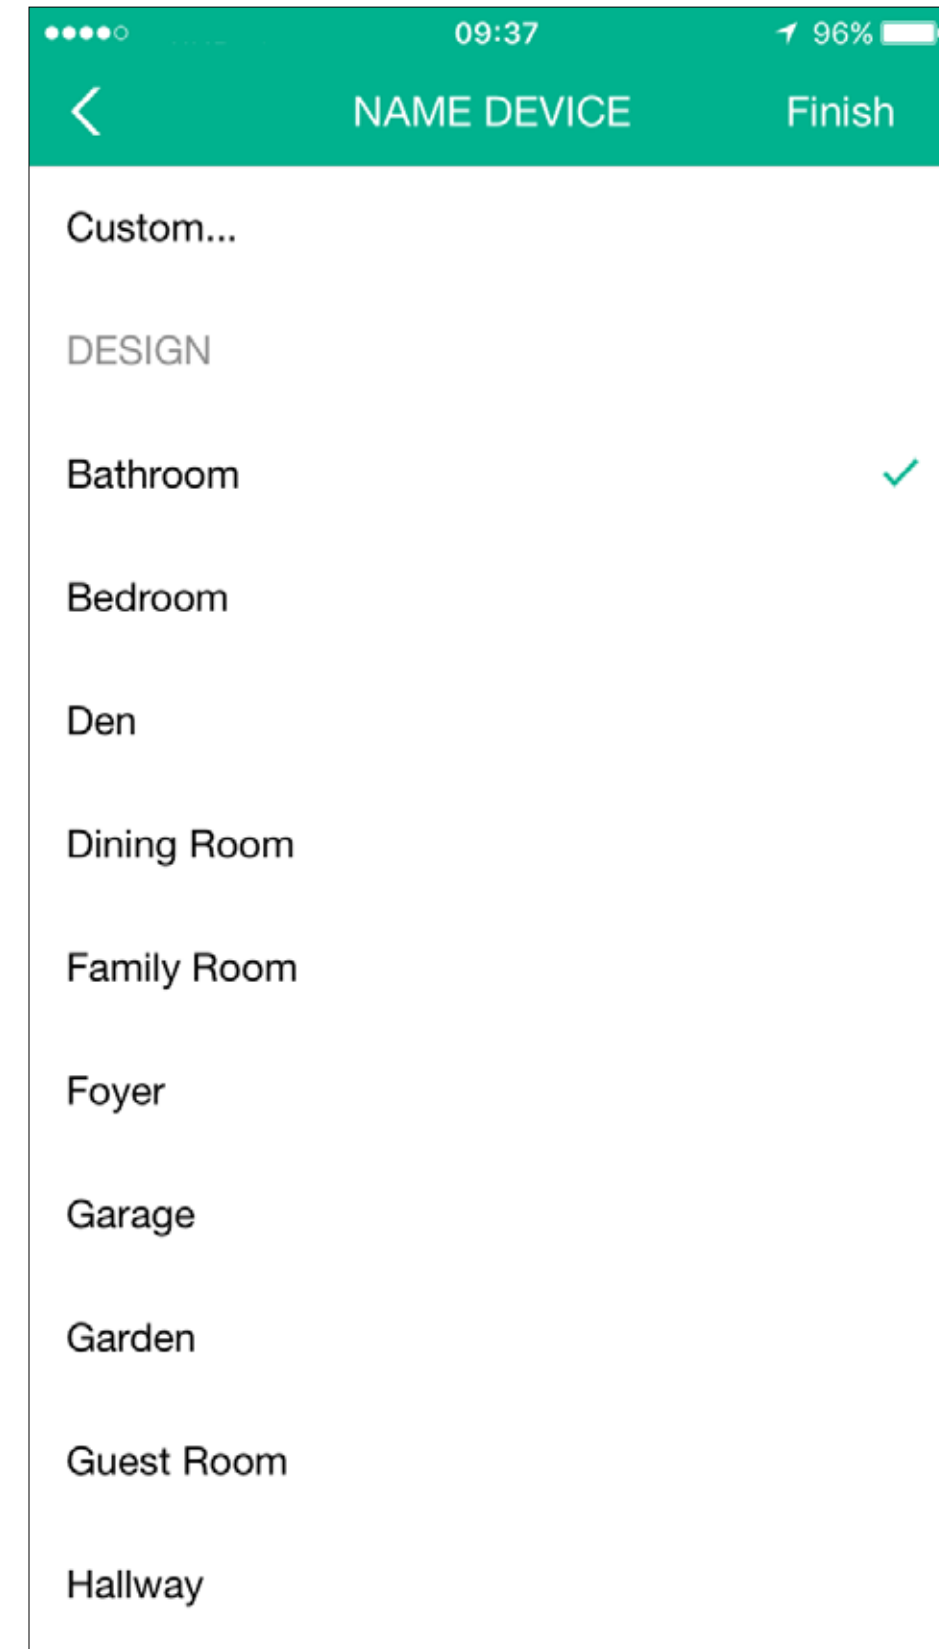 09:37 96%
NAME DEVICE Finish
Custom...
DESIGN
Bathroom
Bedroom
Den
Dining Room
Family Room
Foyer
Garage
Garden
Guest Room
Hallway